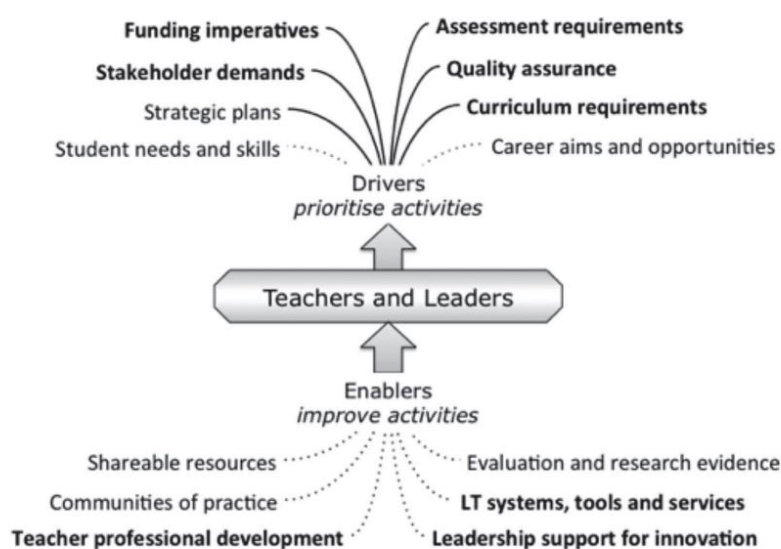 Funding imperatives
Assessment requirements
Stakeholder demands
Quality assurance
Strategic plans
Curriculum requirements
Student needs and skills
Career aims and opportunities
Drivers
prioritise activities
Teachers and Leaders
Enablers
improve activities
Shareable resources
Evaluation and research evidence
Communities of practice
LT systems, tools and services
Teacher professional development
Leadership support for innovation